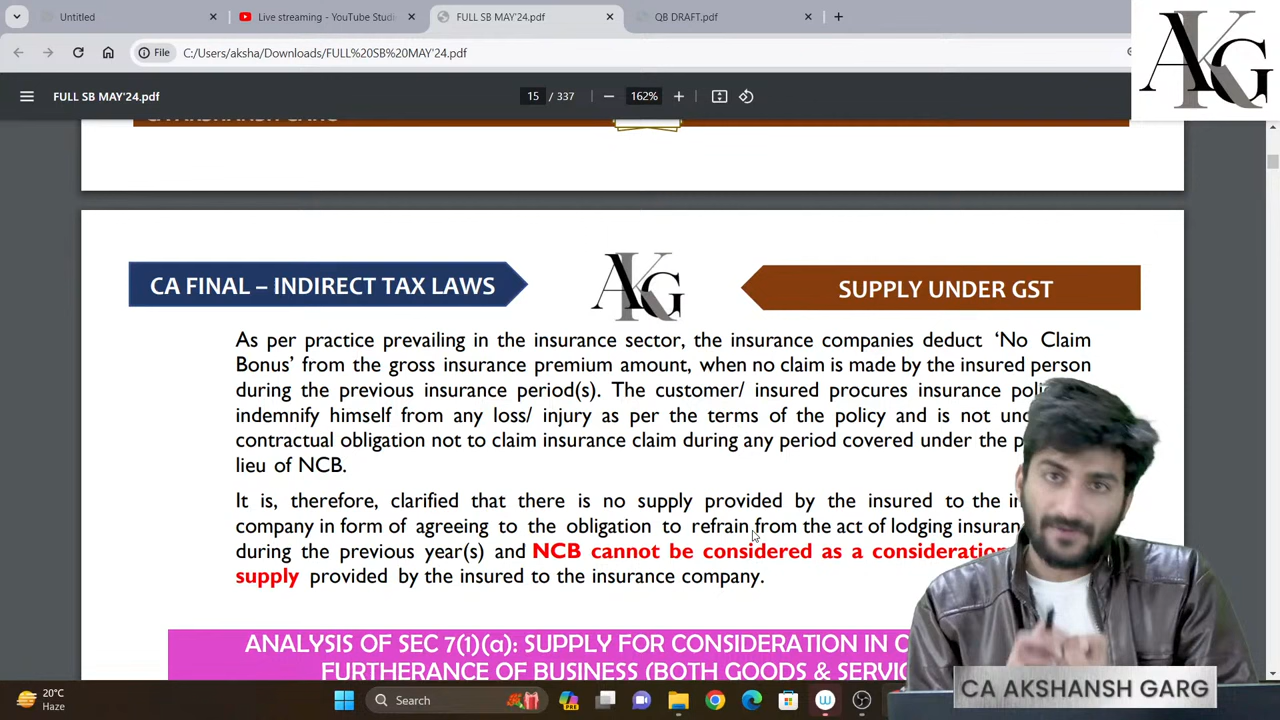 Untitled
Live streaming - YouTube Studi
FULL SB MAY'24.pdf
QB DRAFT.pdf
File
C:/Users/aksha/Downloads/FULL%20SB%20MAY'24.pdf
AKG
FULL SB MAY'24.pdf
15 / 337
162%
CA AKSHANSH GARG
CA FINAL – INDIRECT TAX LAWS
AKG
SUPPLY UNDER GST
As per practice prevailing in the insurance sector, the insurance companies deduct ‘No Claim
Bonus’ from the gross insurance premium amount, when no claim is made by the insured person
during the previous insurance period(s). The customer/ insured procures insurance
indemnify himself from any loss/ injury as per the terms of the policy and is not
contractual obligation not to claim insurance claim during any period covered under the
lieu of NCB.
It is, therefore, clarified that there is no supply provided by the insured to the
company in form of agreeing to the obligation to refrain from the act of lodging
during the previous year(s) and NCB cannot be considered as a
supply provided by the insured to the insurance company.
ANALYSIS OF SEC 7(1)(a): SUPPLY FOR CONSIDERATION IN
FURTHERANCE OF BUSINESS (BOTH GOODS &
CA AKSHANSH GARG
20°C
Haze
Search